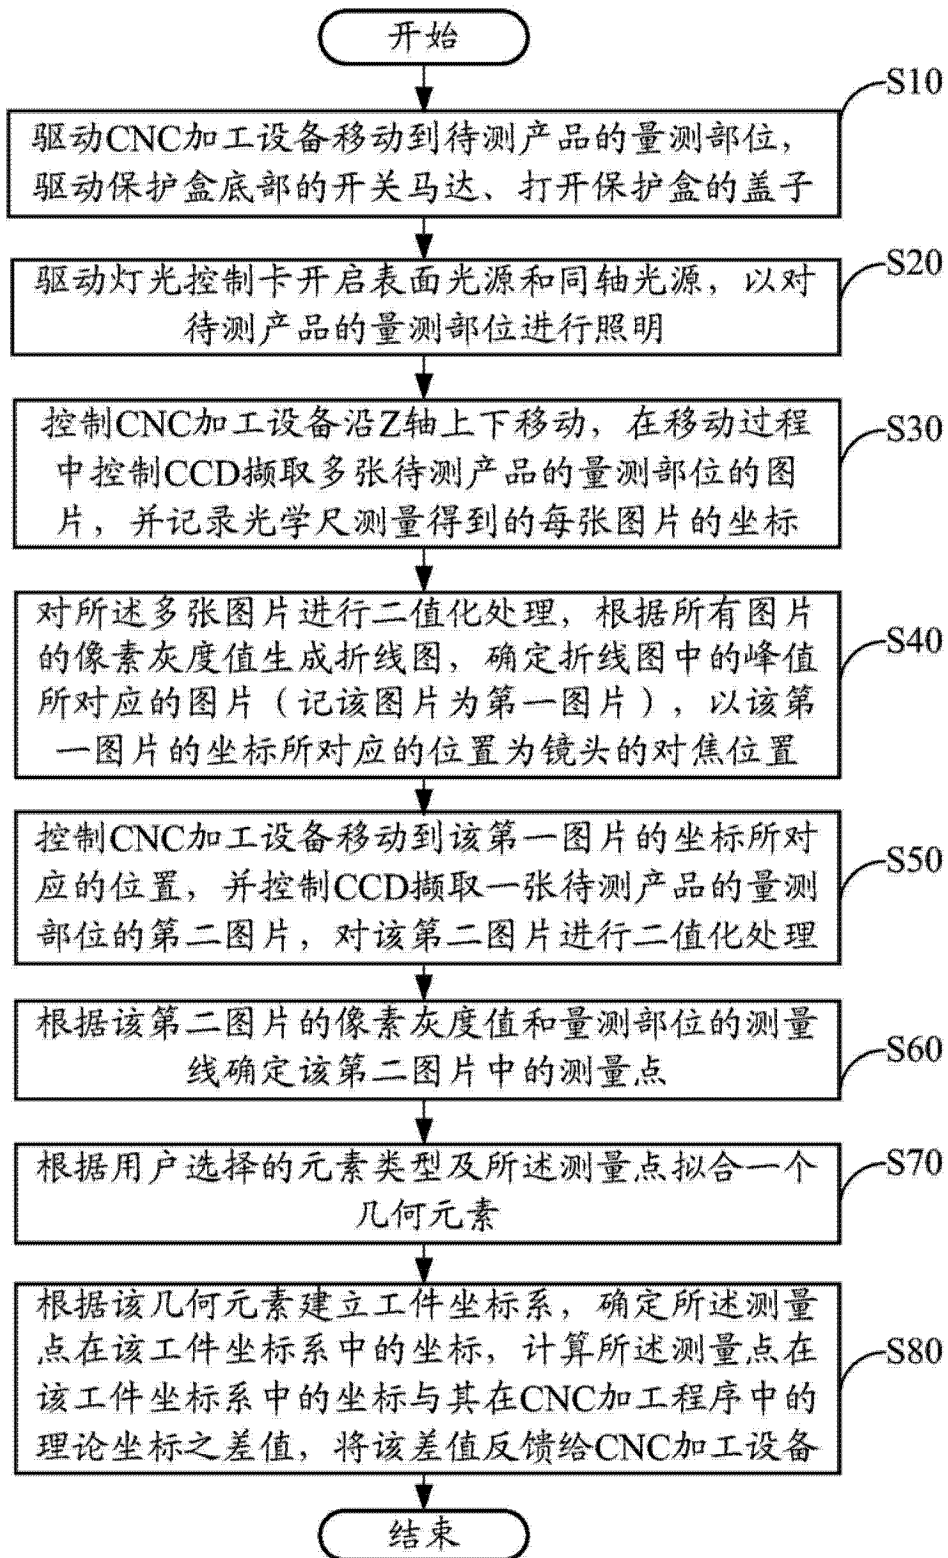 开始
S10
驱动CNC加工设备移动到待测产品的量测部位，
驱动保护盒底部的开关马达、打开保护盒的盖子
S20
驱动灯光控制卡开启表面光源和同轴光源，以对
待测产品的量测部位进行照明
S30
控制CNC加工设备沿Z轴上下移动，在移动过程
中控制CCD撷取多张待测产品的量测部位的图
片，并记录光学尺测量得到的每张图片的坐标
S40
对所述多张图片进行二值化处理，根据所有图片
的像素灰度值生成折线图，确定折线图中的峰值
所对应的图片（记该图片为第一图片），以该第
一图片的坐标所对应的位置为镜头的对焦位置
S50
控制CNC加工设备移动到该第一图片的坐标所对
应的位置，并控制CCD撷取一张待测产品的量测
部位的第二图片，对该第二图片进行二值化处理
S60
根据该第二图片的像素灰度值和量测部位的测量
线确定该第二图片中的测量点
S70
根据用户选择的元素类型及所述测量点拟合一个
几何元素
S80
根据该几何元素建立工件坐标系，确定所述测量
点在该工件坐标系中的坐标，计算所述测量点在
该工件坐标系中的坐标与其在CNC加工程序中的
理论坐标之差值，将该差值反馈给CNC加工设备
结束